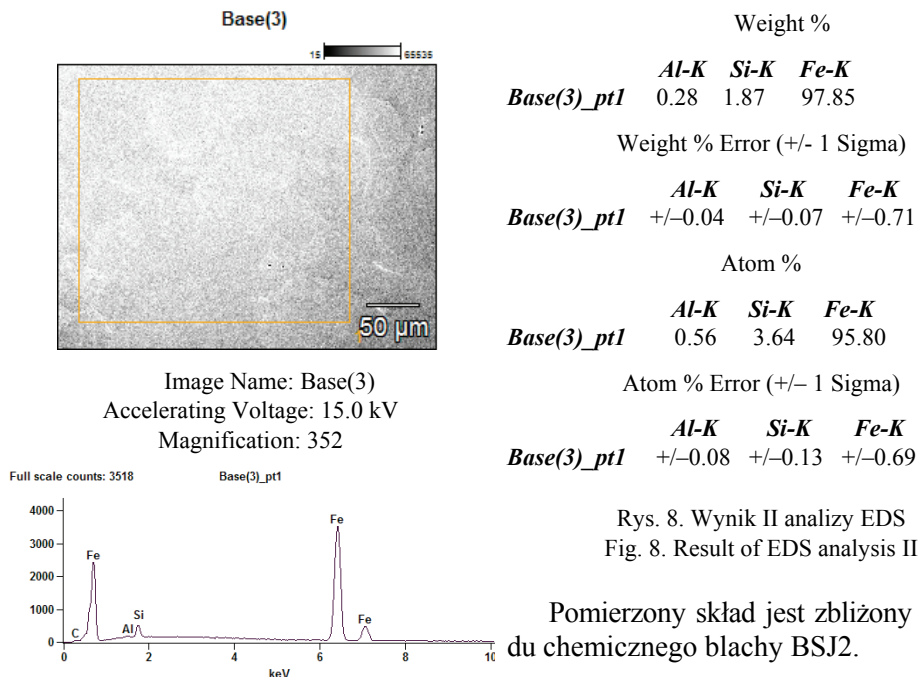 Base(3)
15 65535
50 µm
Image Name: Base(3)
Accelerating Voltage: 15.0 kV
Magnification: 352
Full scale counts: 3518 Base(3)_pt1
4000
3000
2000
1000
0
Fe
C
Al
Si
Fe
Fe
0 2 4 6 8 10
keV
Weight %
Al-K Si-K Fe-K
Base(3)_pt1 0.28 1.87 97.85
Weight % Error (+/- 1 Sigma)
Al-K Si-K Fe-K
Base(3)_pt1 +/–0.04 +/–0.07 +/–0.71
Atom %
Al-K Si-K Fe-K
Base(3)_pt1 0.56 3.64 95.80
Atom % Error (+/– 1 Sigma)
Al-K Si-K Fe-K
Base(3)_pt1 +/–0.08 +/–0.13 +/–0.69
Rys. 8. Wynik II analizy EDS
Fig. 8. Result of EDS analysis II
Pomierzony skład jest zbliżony
du chemicznego blachy BSJ2.